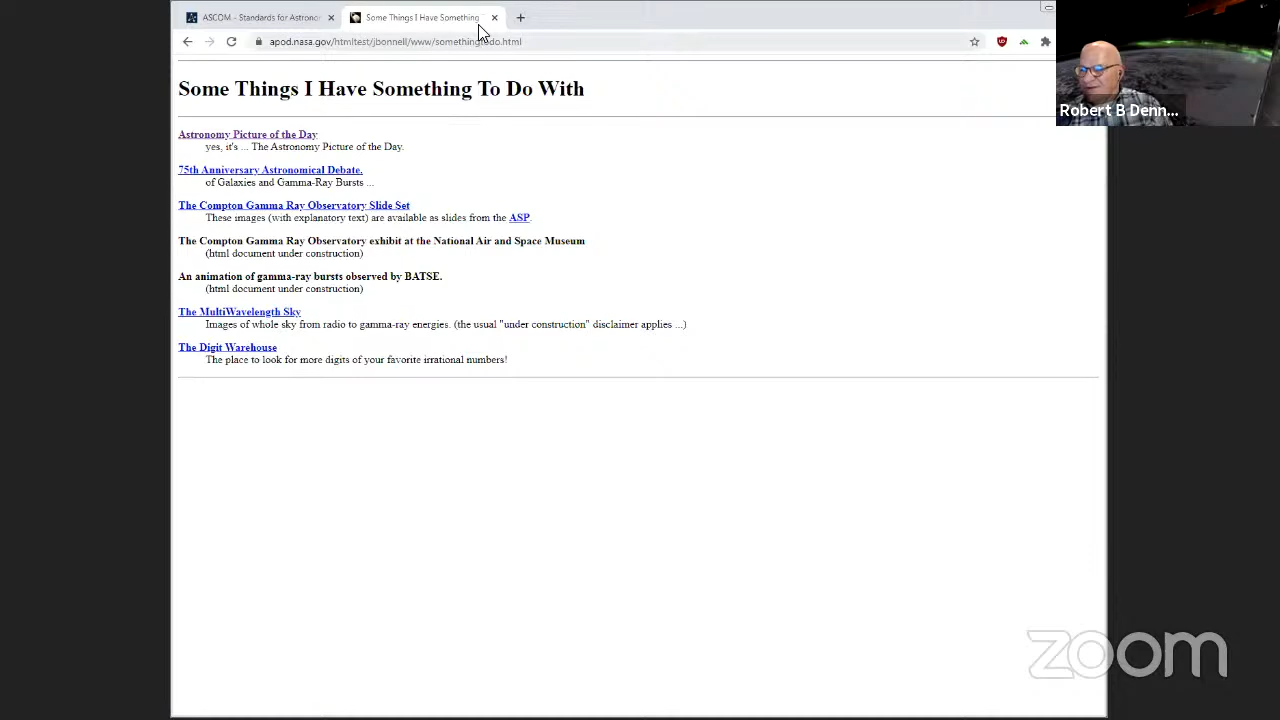 ASCOM - Standards for Astronom
Some Things I Have Something
apod.nasa.gov/htmltest/jbonnell/www/somethingtodo.html
Some Things I Have Something To Do With
Astronomy Picture of the Day
yes, it's ... The Astronomy Picture of the Day.
75th Anniversary Astronomical Debate.
of Galaxies and Gamma-Ray Bursts ...
The Compton Gamma Ray Observatory Slide Set
These images (with explanatory text) are available as slides from the ASP.
The Compton Gamma Ray Observatory exhibit at the National Air and Space Museum
(html document under construction)
An animation of gamma-ray bursts observed by BATSE.
(html document under construction)
The MultiWavelength Sky
Images of whole sky from radio to gamma-ray energies. (the usual "under construction" disclaimer applies ...)
The Digit Warehouse
The place to look for more digits of your favorite irrational numbers!
Robert B Denn...
zoom